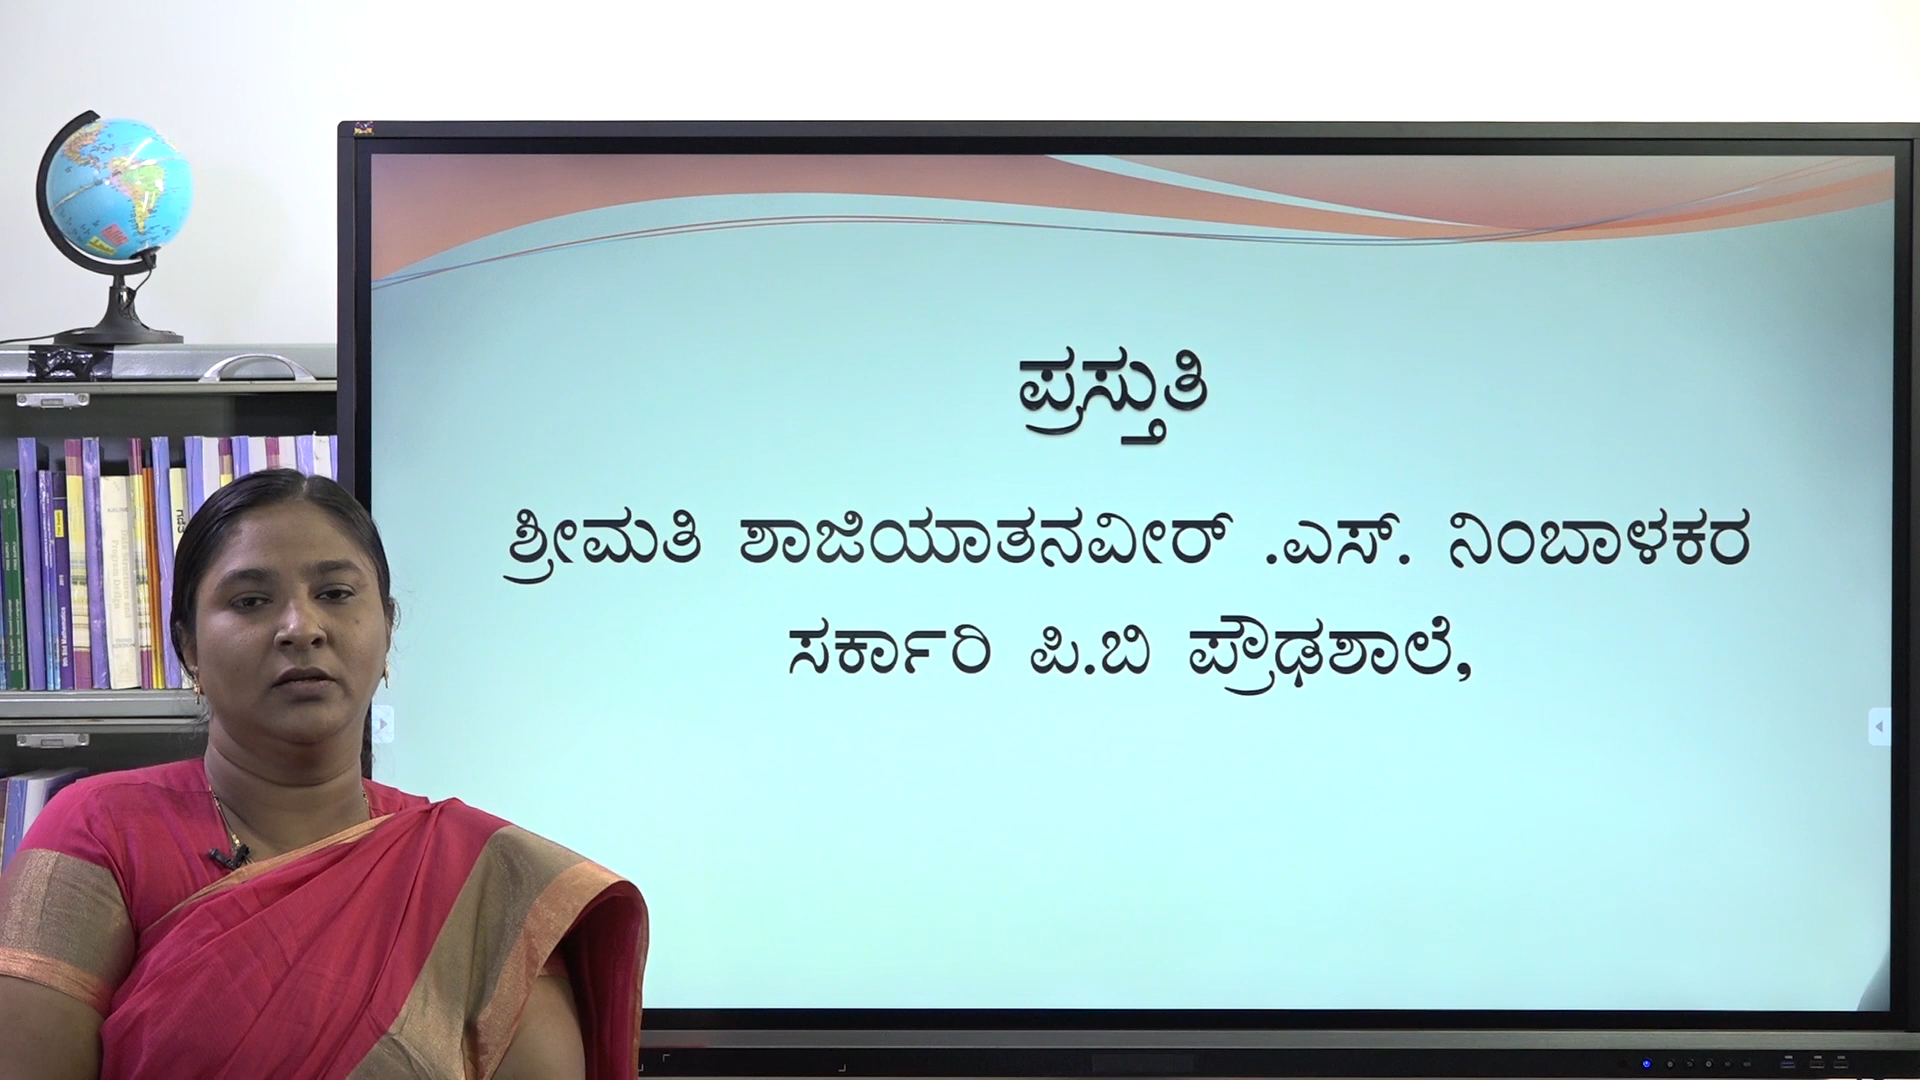 ಪ್ರಸ್ತುತಿ
ಶ್ರೀಮತಿ ಶಾಜಿಯಾತನವೀರ್ .ಎಸ್. ನಿಂಬಾಳಕರ
ಸರ್ಕಾರಿ ಪಿ.ಬಿ ಪ್ರೌಢಶಾಲೆ,